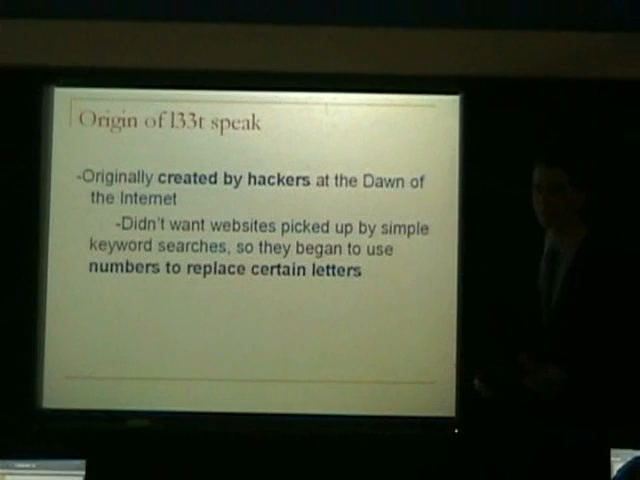 Origin of l33t speak
-Originally created by hackers at the Dawn of
the Internet
-Didn't want websites picked up by simple
keyword searches, so they began to use
numbers to replace certain letters